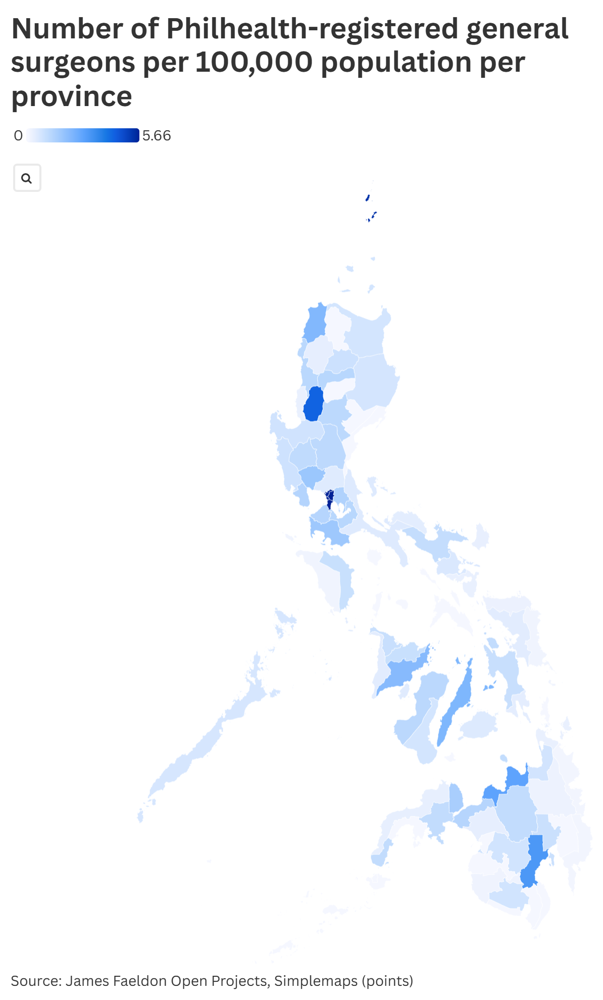 Number of Philhealth-registered general
surgeons per 100,000 population per
province
0 5.66
Source: James Faeldon Open Projects, Simplemaps (points)